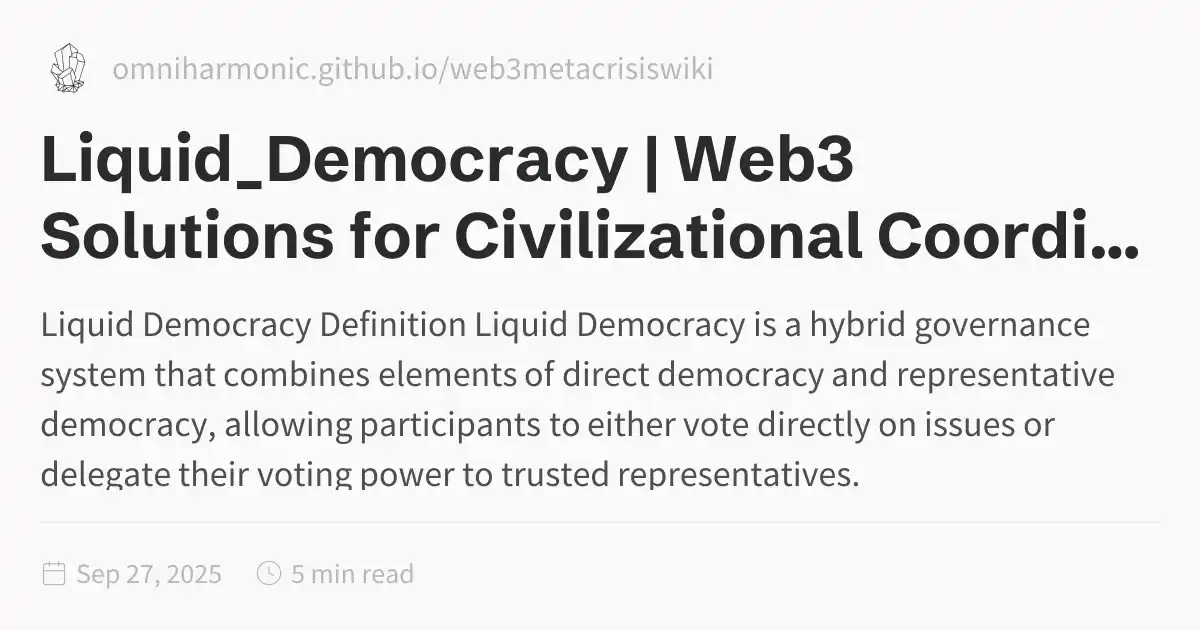 omniharmonic.github.io/web3metacrisiswiki
Liquid_Democracy | Web3
Solutions for Civilizational Coordi...
Liquid Democracy Definition Liquid Democracy is a hybrid governance
system that combines elements of direct democracy and representative
democracy, allowing participants to either vote directly on issues or
delegate their voting power to trusted representatives.
Sep 27, 2025 5 min read